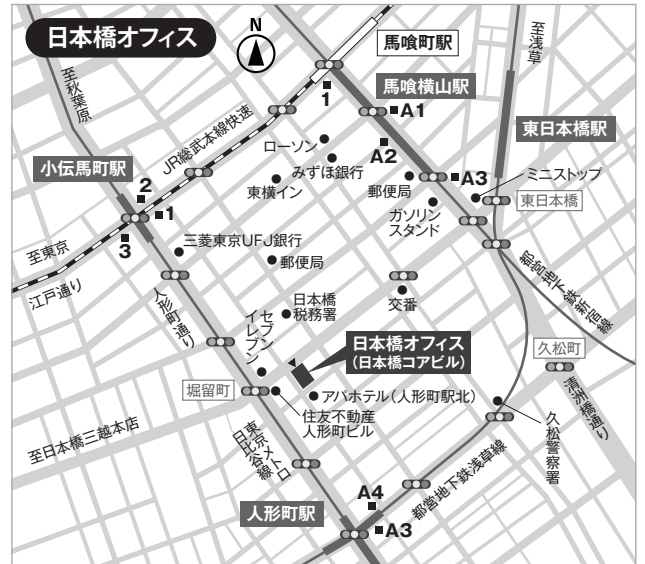 日本橋オフィス
N
馬喰町駅
至浅草
至秋葉原
1
馬喰横山駅
A1
東日本橋駅
JR総武本線快速
ローソン
A2
みずほ銀行
小伝馬町駅
2
1
3
東横イン
郵便局
A3
ミニストップ
東日本橋
ガソリン
スタンド
至東京
三菱東京UFJ銀行
郵便局
江戸通り
人形町通り
都営地下鉄新宿線
交番
日本橋
税務署
セブン
イレブン
日本橋オフィス
(日本橋コアビル)
久松町
堀留町
アパホテル(人形町駅北)
清洲橋通り
住友不動産
人形町ビル
久松警察署
至日本橋三越本店
東京メトロ
日比谷線
都営地下鉄浅草線
A4
人形町駅
A3